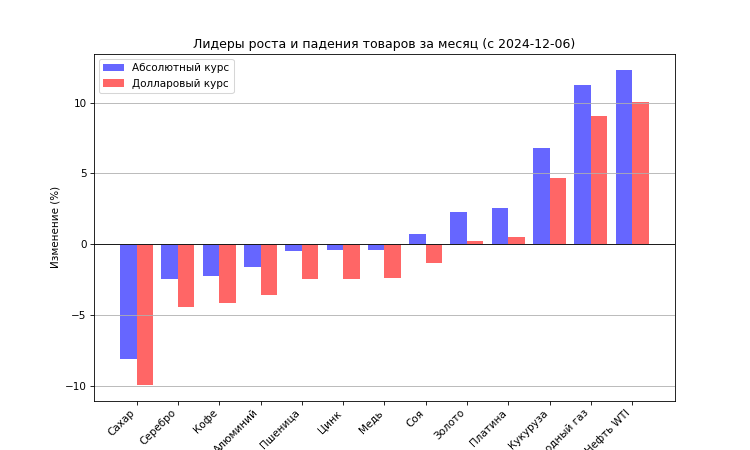 Лидеры роста и падения товаров за месяц (с 2024-12-06)
Абсолютный курс
Долларовый курс
Изменение (%)
10
5
0
−5
−10
Сахар
Серебро
Кофе
Алюминий
Пшеница
Цинк
Медь
Соя
Золото
Платина
Кукуруза
одный газ
Нефть WTI